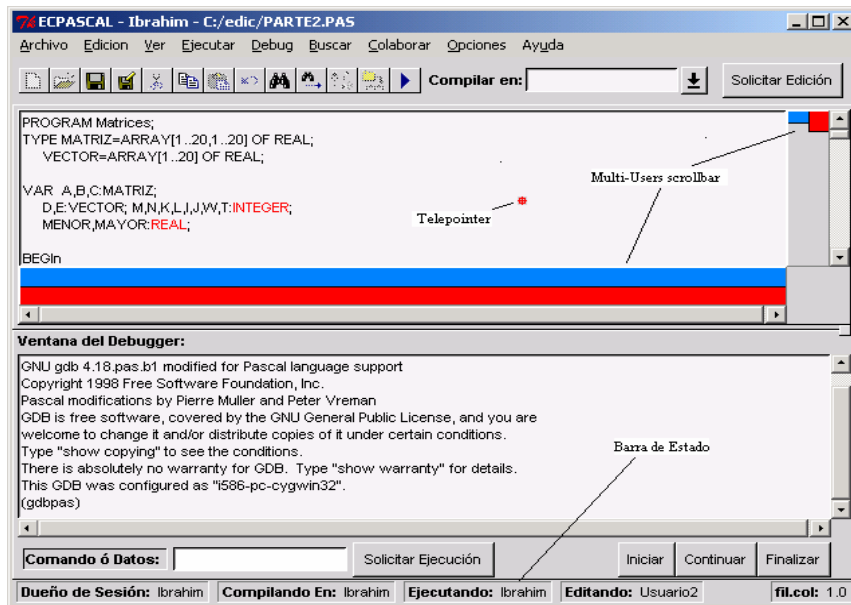 ECPASCAL - Ibrahim - C:/edic/PARTE2.PAS
Archivo Edicion Ver Ejecutar Debug Buscar Colaborar Opciones Ayuda
Compilar en: Solicitar Edición
PROGRAM Matrices;
TYPE MATRIZ=ARRAY[1..20,1..20] OF REAL;
VECTOR=ARRAY[1..20] OF REAL;
VAR A,B,C:MATRIZ;
D,E:VECTOR; M,N,K,L,I,J,W,T:INTEGER;
MENOR,MAYOR:REAL;
BEGIn
Multi-Users scrollbar
Telepointer
Ventana del Debugger:
GNU gdb 4.18.pas.b1 modified for Pascal language support
Copyright 1998 Free Software Foundation, Inc.
Pascal modifications by Pierre Muller and Peter Vreman
GDB is free software, covered by the GNU General Public License, and you are
welcome to change it and/or distribute copies of it under certain conditions.
Type "show copying" to see the conditions.
There is absolutely no warranty for GDB. Type "show warranty" for details.
This GDB was configured as "i586-pc-cygwin32".
(gdbpas)
Barra de Estado
Comando ó Datos: Solicitar Ejecución Iniciar Continuar Finalizar
Dueño de Sesión: Ibrahim Compilando En: Ibrahim Ejecutando: Ibrahim Editando: Usuario2 fil.col: 1.0